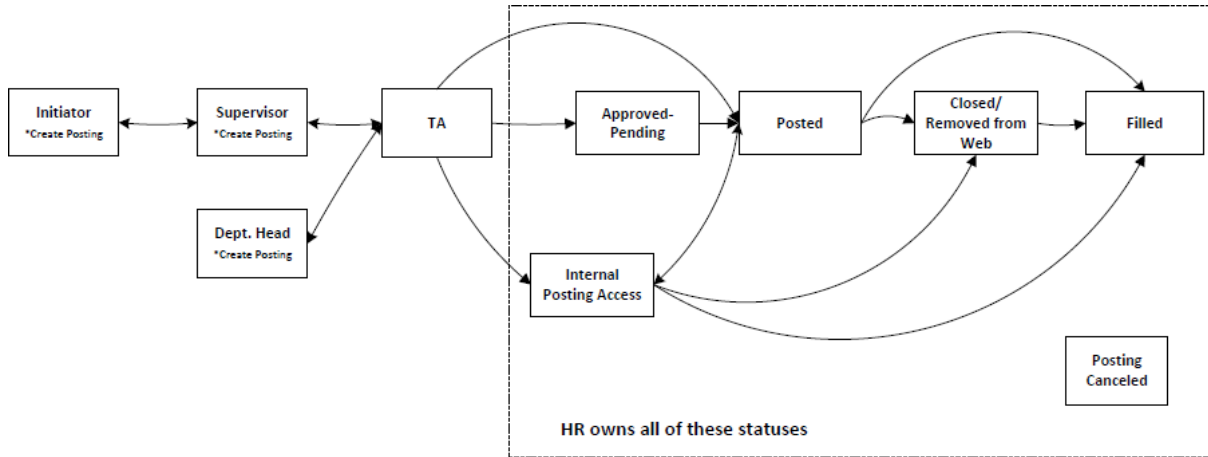 Initiator
*Create Posting
Supervisor
*Create Posting
TA
Approved-
Pending
Posted
Closed/
Removed from
Web
Filled
Dept. Head
*Create Posting
Internal
Posting Access
Posting
Canceled
HR owns all of these statuses